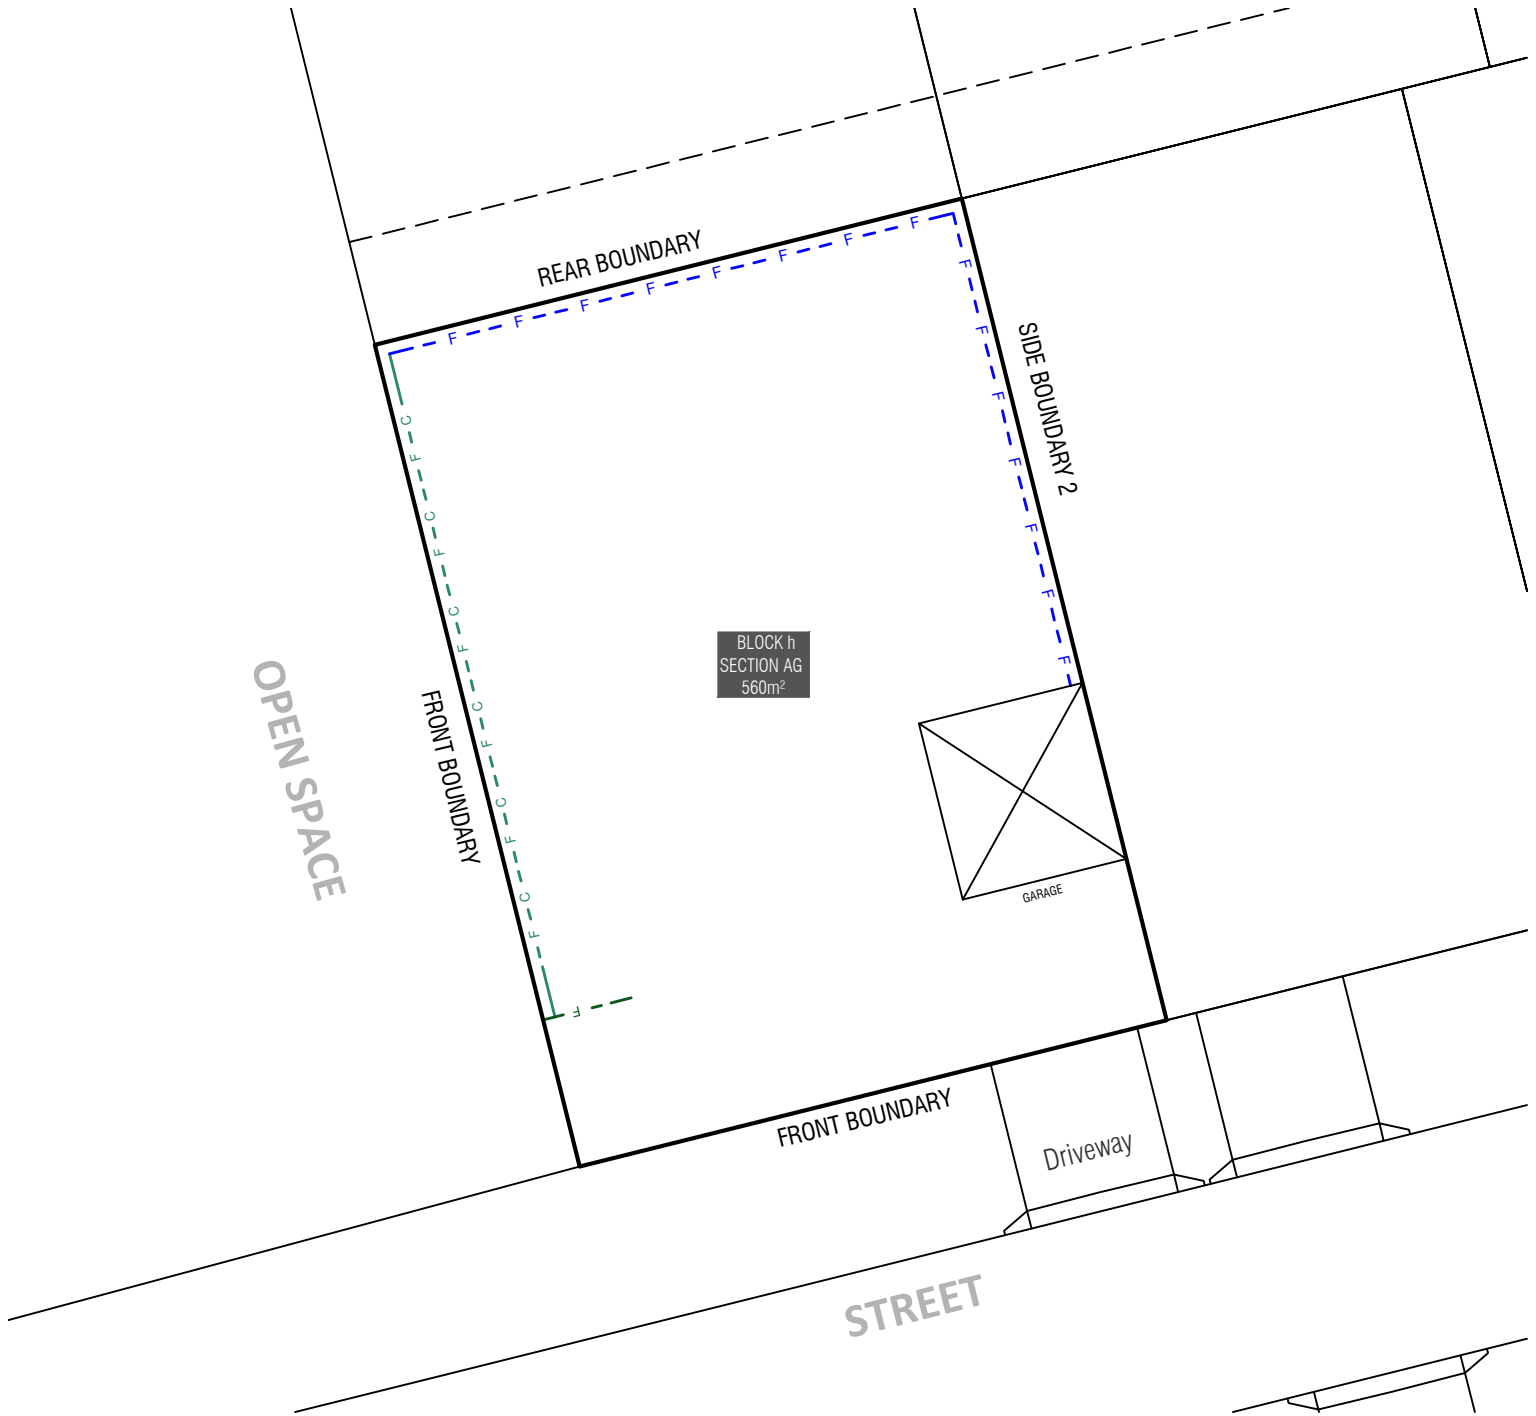 REAR BOUNDARY
F F F F F F F F
SIDE BOUNDARY 2
F F F F F F F
C F C F C F C F C F C F
BLOCK h
SECTION AG
560m²
OPEN SPACE
FRONT BOUNDARY
GARAGE
F
FRONT BOUNDARY
Driveway
STREET